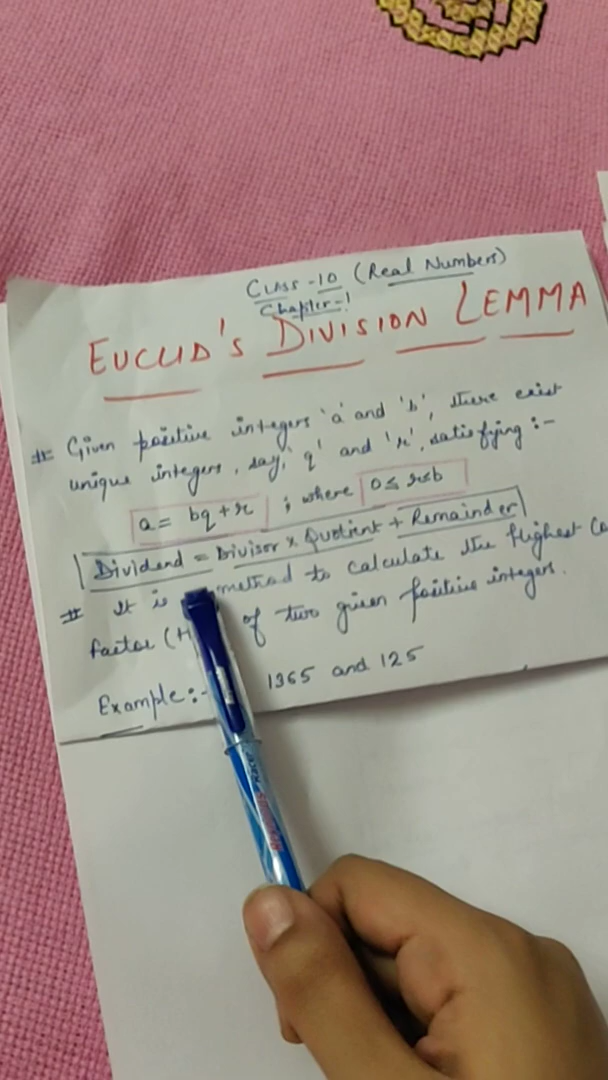 CLASS-10 (Real Numbers)
Chapter-1
EUCLID'S DIVISION LEMMA
# Given positive integers 'a' and 'b', there exist
unique integers, say, 'q' and 'r', satisfying :-
a = bq + r ; where 0 ≤ r < b
Dividend = Divisor x Quotient + Remainder
# It is method to calculate the Highest Co
factor (H of two given positive integers.
Example :- 1365 and 125